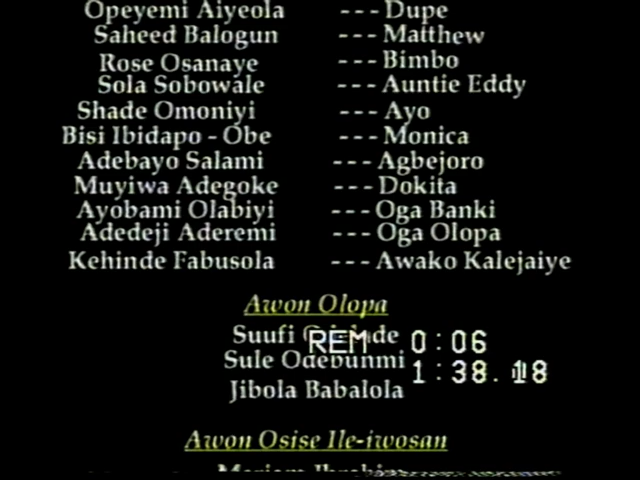 Opeyemi Aiyeola --- Dupe
Saheed Balogun --- Matthew
Rose Osanaye --- Bimbo
Sola Sobowale --- Auntie Eddy
Shade Omoniyi --- Ayo
Bisi Ibidapo - Obe --- Monica
Adebayo Salami --- Agbejoro
Muyiwa Adegoke --- Dokita
Ayobami Olabiyi --- Oga Banki
Adedeji Aderemi --- Oga Olopa
Kehinde Fabusola --- Awako Kalejaiye
Awon Olopa
Suufi
REM 0:06
Sule Odebunmi
1:38.18
Jibola Babalola
Awon Osise Ile-iwosan